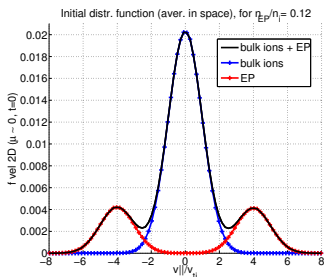 Initial distr. function (aver. in space), for n_EP/n_i= 0.12
bulk ions + EP
bulk ions
EP
f vel 2D (μ ~ 0, t=0)
0.02
0.018
0.016
0.014
0.012
0.01
0.008
0.006
0.004
0.002
0
-8 -6 -4 -2 0 2 4 6 8
v||/v_si